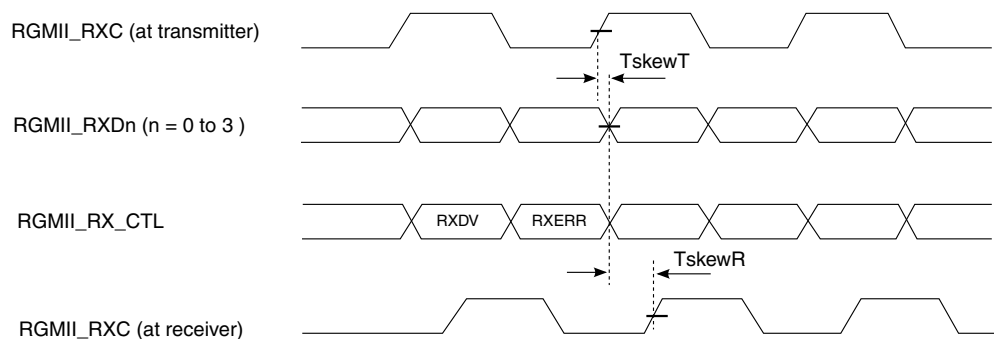 RGMII_RXC (at transmitter)
TskewT
RGMII_RXDn (n = 0 to 3 )
RGMII_RX_CTL
RXDV
RXERR
TskewR
RGMII_RXC (at receiver)